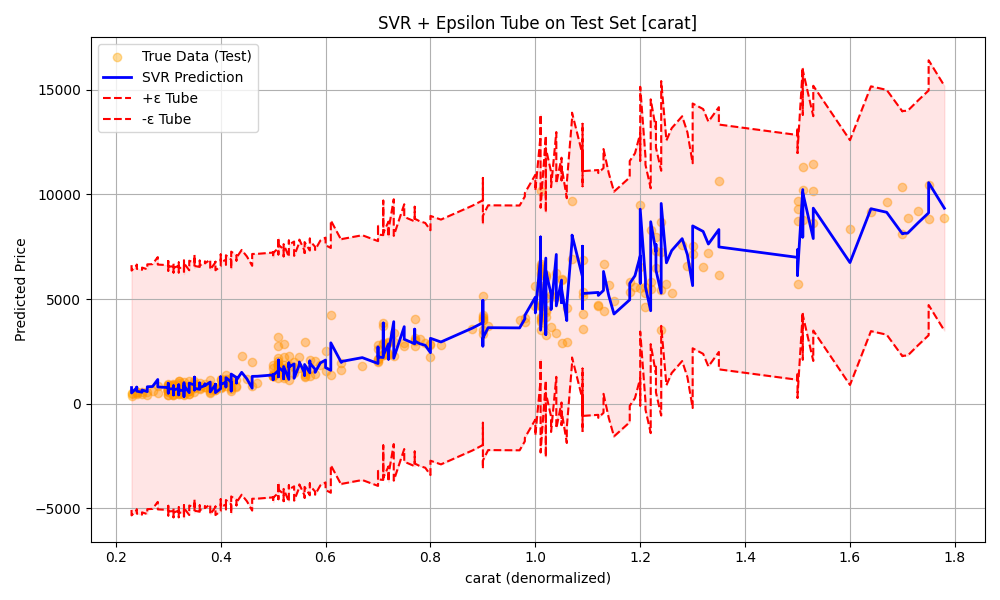 SVR + Epsilon Tube on Test Set [carat]
True Data (Test)
SVR Prediction
+ε Tube
-ε Tube
Predicted Price
15000
10000
5000
0
−5000
0.2 0.4 0.6 0.8 1.0 1.2 1.4 1.6 1.8
carat (denormalized)